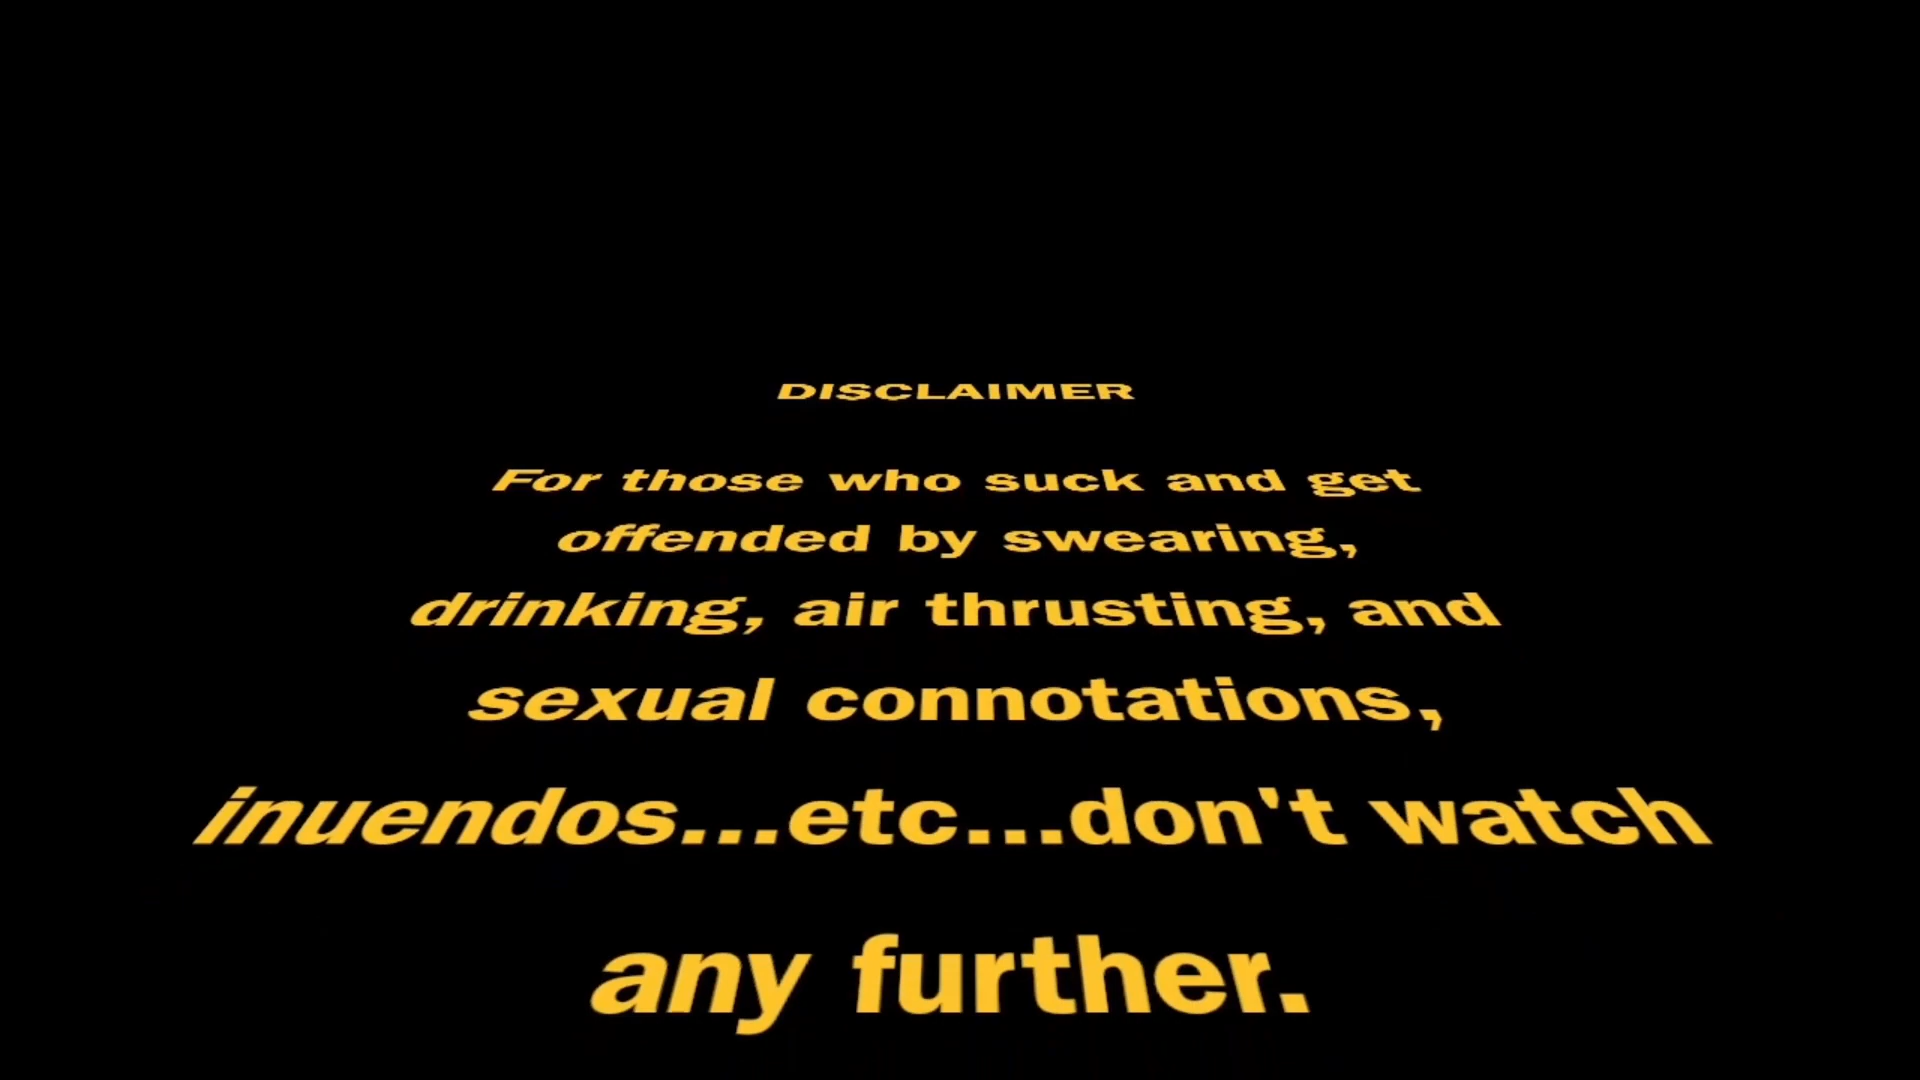 DISCLAIMER
For those who suck and get
offended by swearing,
drinking, air thrusting, and
sexual connotations,
inuendos...etc...don't watch
any further.